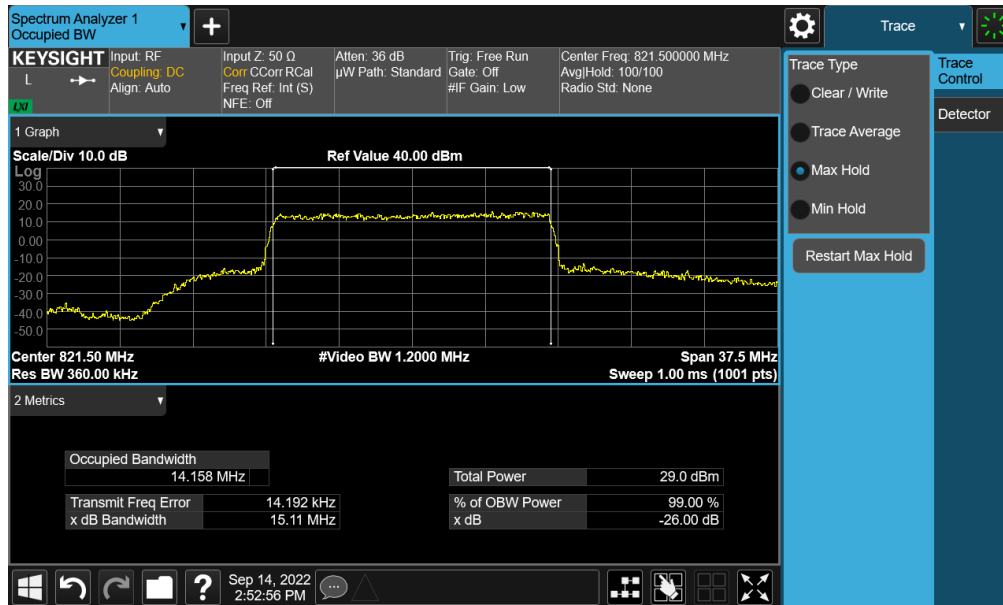 Spectrum Analyzer 1
Occupied BW
Trace
KEYSIGHT
L
LXI
Input: RF
Coupling: DC
Align: Auto
Input Z: 50 Ω
Corr CCorr RCal
Freq Ref: Int (S)
NFE: Off
Atten: 36 dB
µW Path: Standard
Trig: Free Run
Gate: Off
#IF Gain: Low
Center Freq: 821.500000 MHz
Avg|Hold: 100/100
Radio Std: None
Trace Type
Clear / Write
Trace Average
Max Hold
Min Hold
Restart Max Hold
Trace
Control
Detector
1 Graph
Scale/Div 10.0 dB
Ref Value 40.00 dBm
Log
30.0
20.0
10.0
0.00
-10.0
-20.0
-30.0
-40.0
-50.0
Center 821.50 MHz
#Video BW 1.2000 MHz
Span 37.5 MHz
Res BW 360.00 kHz
Sweep 1.00 ms (1001 pts)
2 Metrics
Occupied Bandwidth
14.158 MHz
Total Power 29.0 dBm
Transmit Freq Error 14.192 kHz
% of OBW Power 99.00 %
x dB Bandwidth 15.11 MHz
x dB -26.00 dB
?
Sep 14, 2022
2:52:56 PM